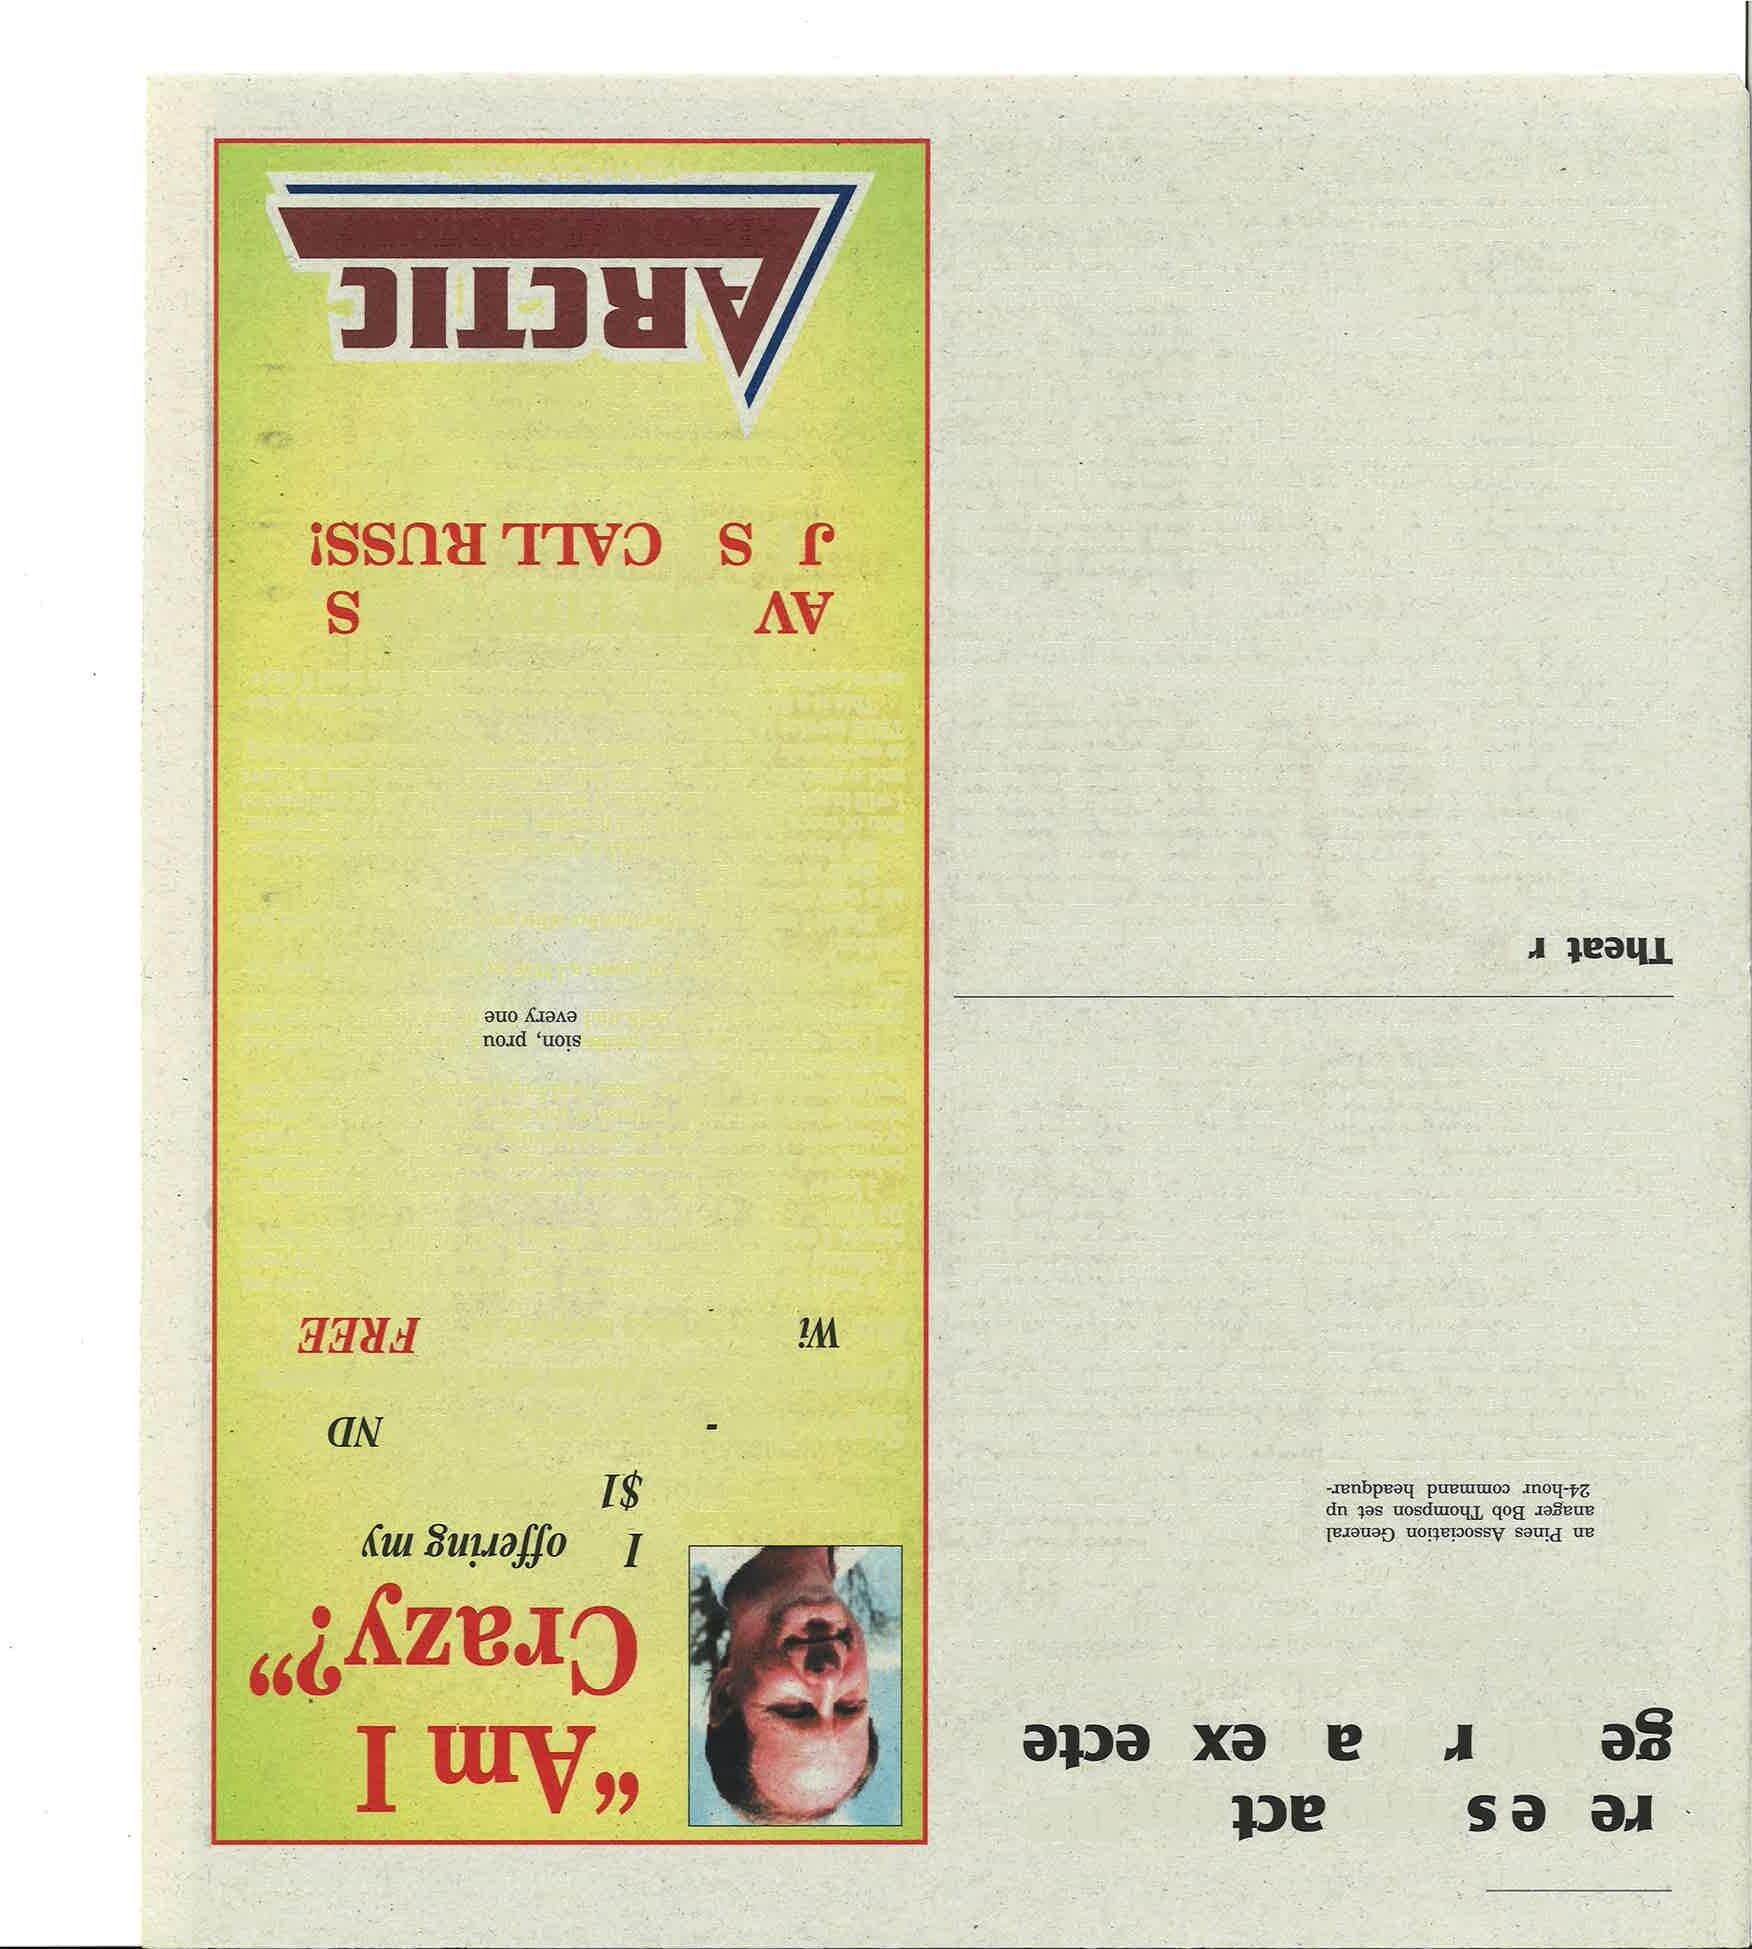 re e s act
ge r a ex ecte
an Pines Association General
anager Bob Thompson set up
24-hour command headquar-
Theat r
“Am I
Crazy?”
I offering my
$1
- ND
Wi FREE
sion, prou
every one
AV S
J S CALL RUSS!
ARCTIC